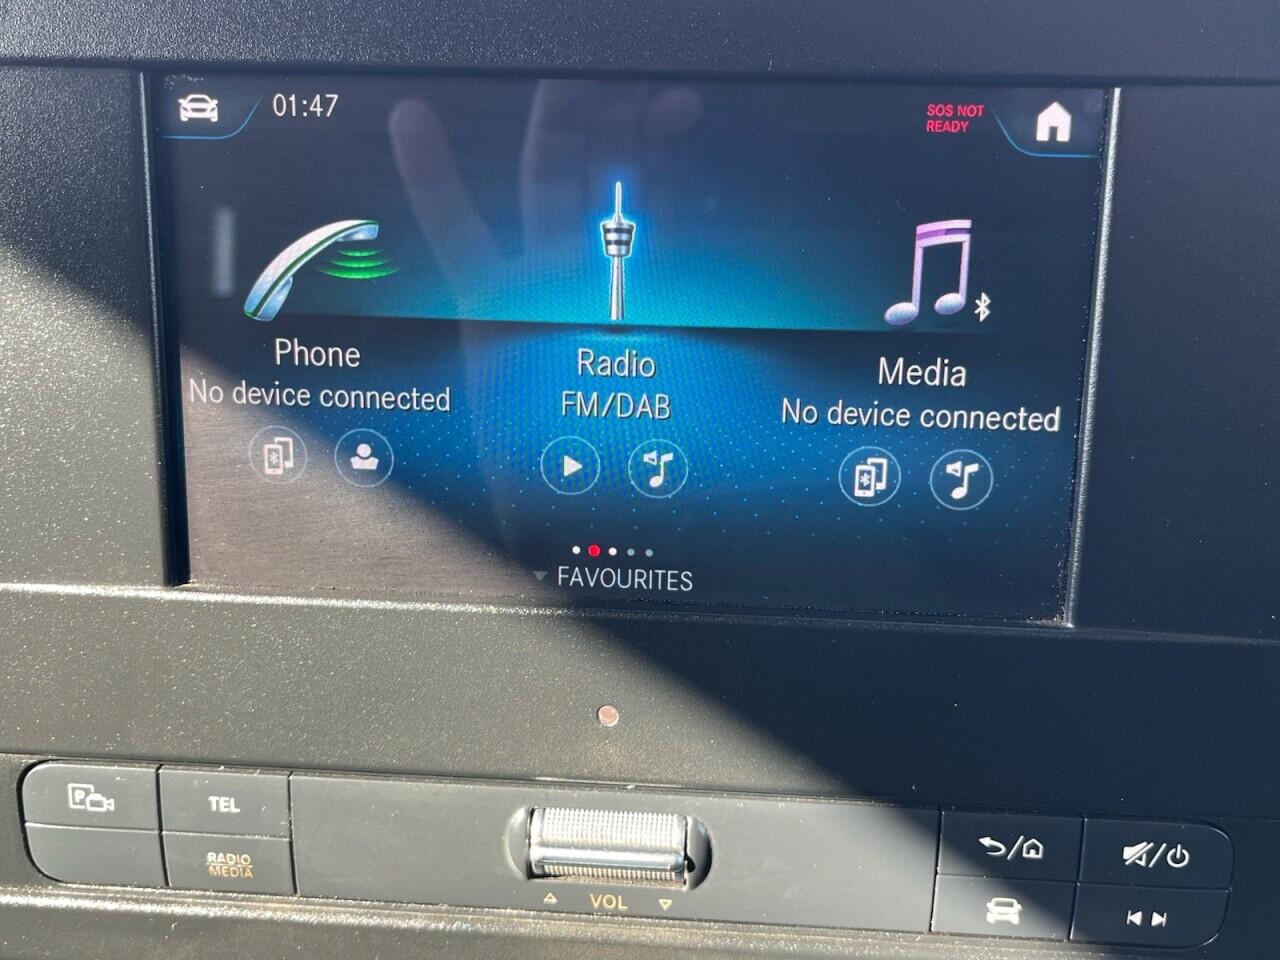 01:47
SOS NOT
READY
Phone
No device connected
Radio
FM/DAB
Media
No device connected
FAVOURITES
P
TEL
RADIO
MEDIA
VOL